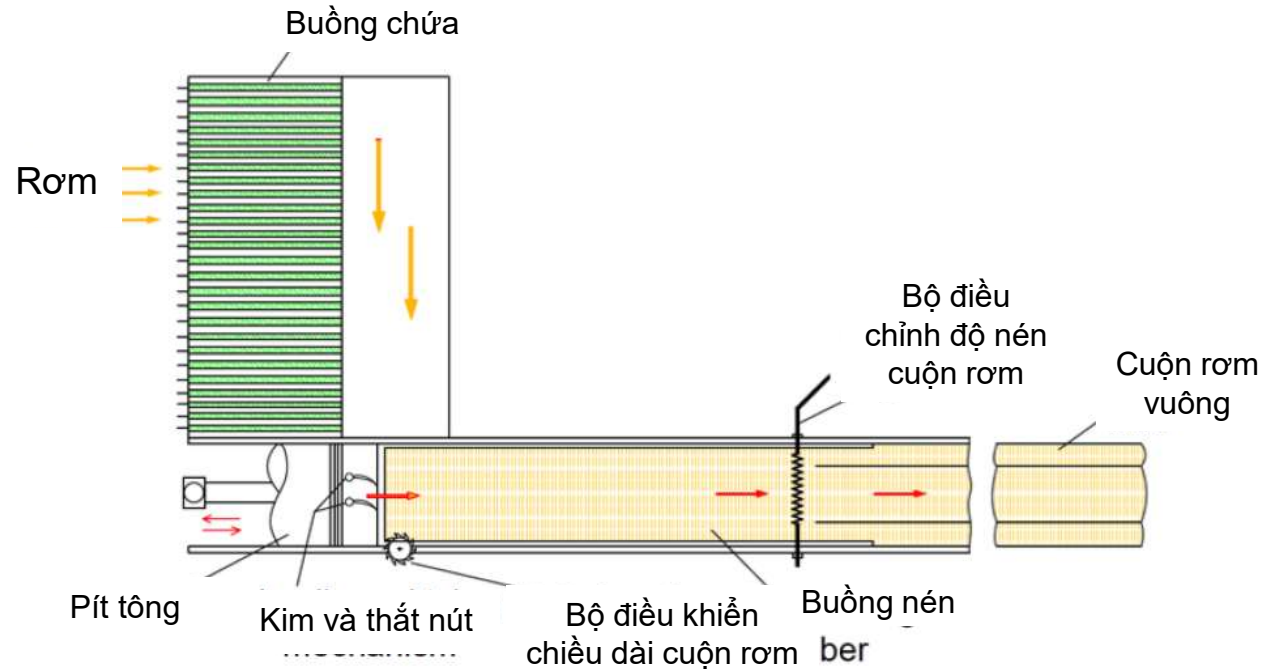 Buồng chứa
Rơm
Bộ điều
chỉnh độ nén
cuộn rơm
Cuộn rơm
vuông
Pít tông
Kim và thắt nút
Bộ điều khiển
chiều dài cuộn rơm
Buồng nén
ber